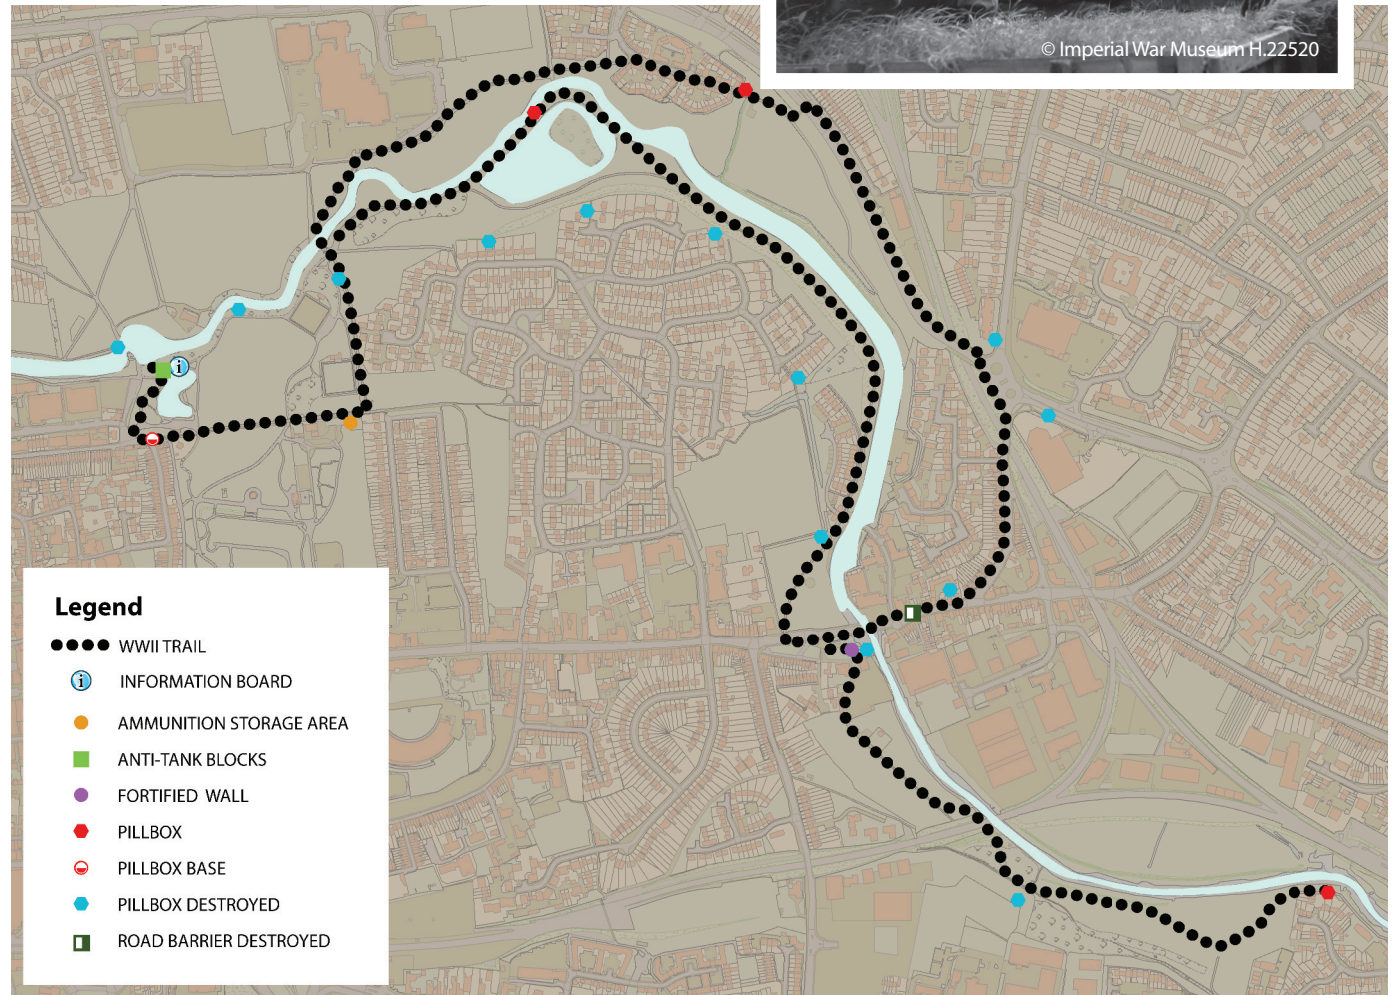 © Imperial War Museum H.22520
Legend
WWII TRAIL
i INFORMATION BOARD
AMMUNITION STORAGE AREA
ANTI-TANK BLOCKS
FORTIFIED WALL
PILLBOX
PILLBOX BASE
PILLBOX DESTROYED
ROAD BARRIER DESTROYED
i